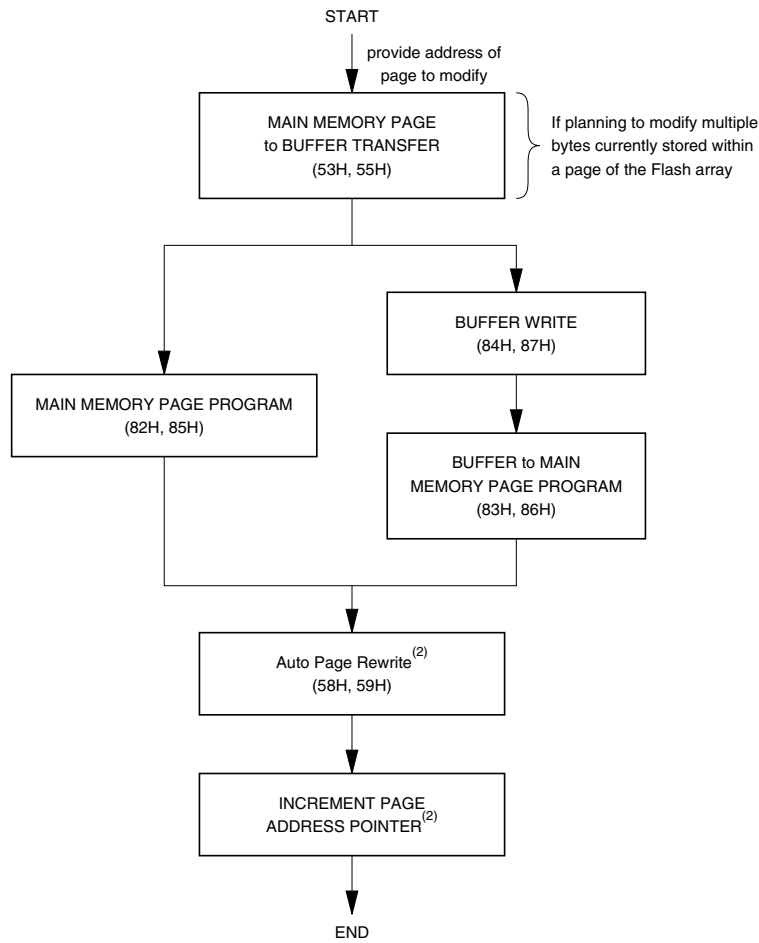 START
provide address of
page to modify
MAIN MEMORY PAGE
to BUFFER TRANSFER
(53H, 55H)
If planning to modify multiple
bytes currently stored within
a page of the Flash array
BUFFER WRITE
(84H, 87H)
MAIN MEMORY PAGE PROGRAM
(82H, 85H)
BUFFER to MAIN
MEMORY PAGE PROGRAM
(83H, 86H)
Auto Page Rewrite(2)
(58H, 59H)
INCREMENT PAGE
ADDRESS POINTER(2)
END